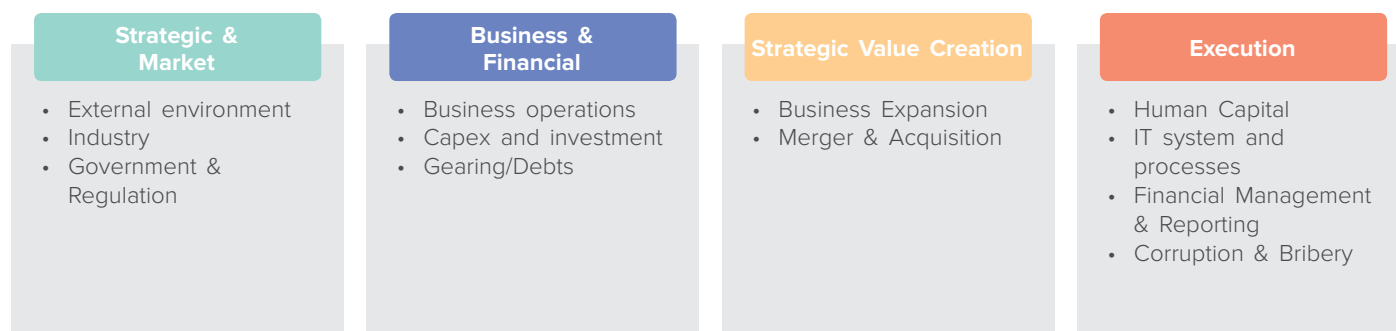 Strategic &
Market
• External environment
• Industry
• Government &
Regulation
Business &
Financial
• Business operations
• Capex and investment
• Gearing/Debts
Strategic Value Creation
• Business Expansion
• Merger & Acquisition
Execution
• Human Capital
• IT system and
processes
• Financial Management
& Reporting
• Corruption & Bribery